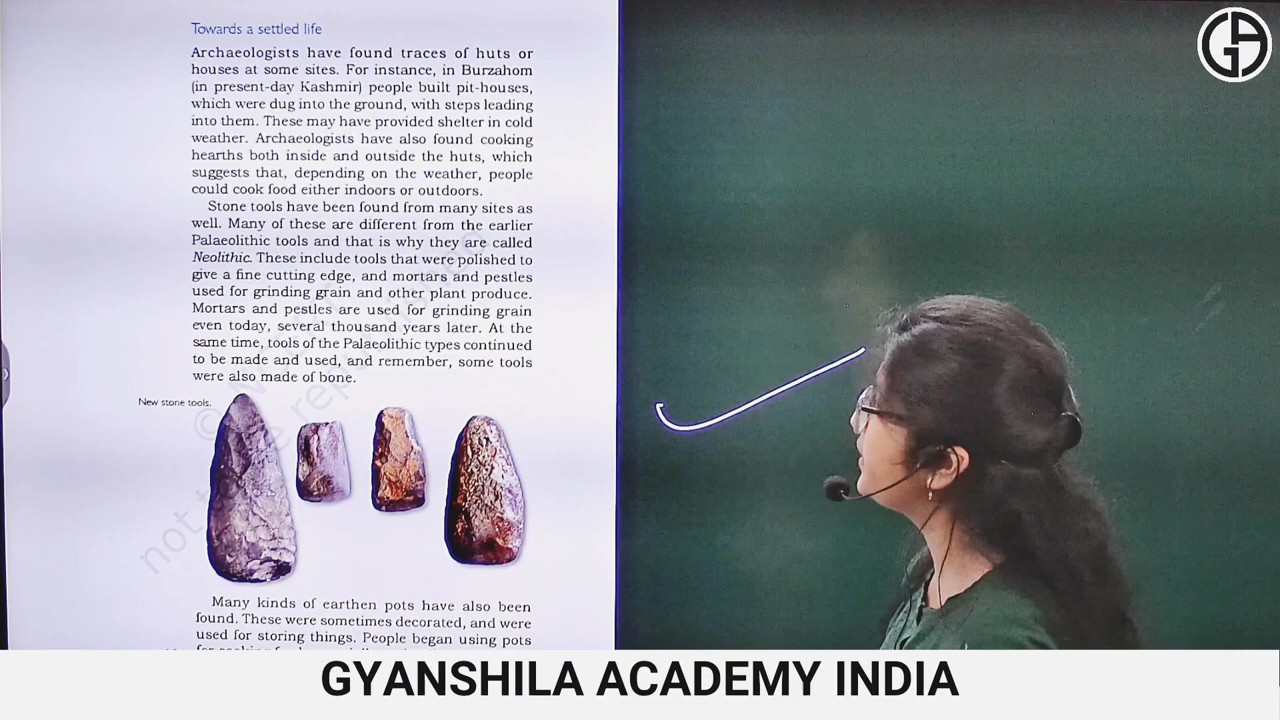 Towards a settled life
Archaeologists have found traces of huts or
houses at some sites. For instance, in Burzahom
(in present-day Kashmir) people built pit-houses,
which were dug into the ground, with steps leading
into them. These may have provided shelter in cold
weather. Archaeologists have also found cooking
hearths both inside and outside the huts, which
suggests that, depending on the weather, people
could cook food either indoors or outdoors.
Stone tools have been found from many sites as
well. Many of these are different from the earlier
Palaeolithic tools and that is why they are called
Neolithic. These include tools that were polished to
give a fine cutting edge, and mortars and pestles
used for grinding grain and other plant produce.
Mortars and pestles are used for grinding grain
even today, several thousand years later. At the
same time, tools of the Palaeolithic types continued
to be made and used, and remember, some tools
were also made of bone.
New stone tools.
Many kinds of earthen pots have also been
found. These were sometimes decorated, and were
used for storing things. People began using pots
GA
GYANSHILA ACADEMY INDIA